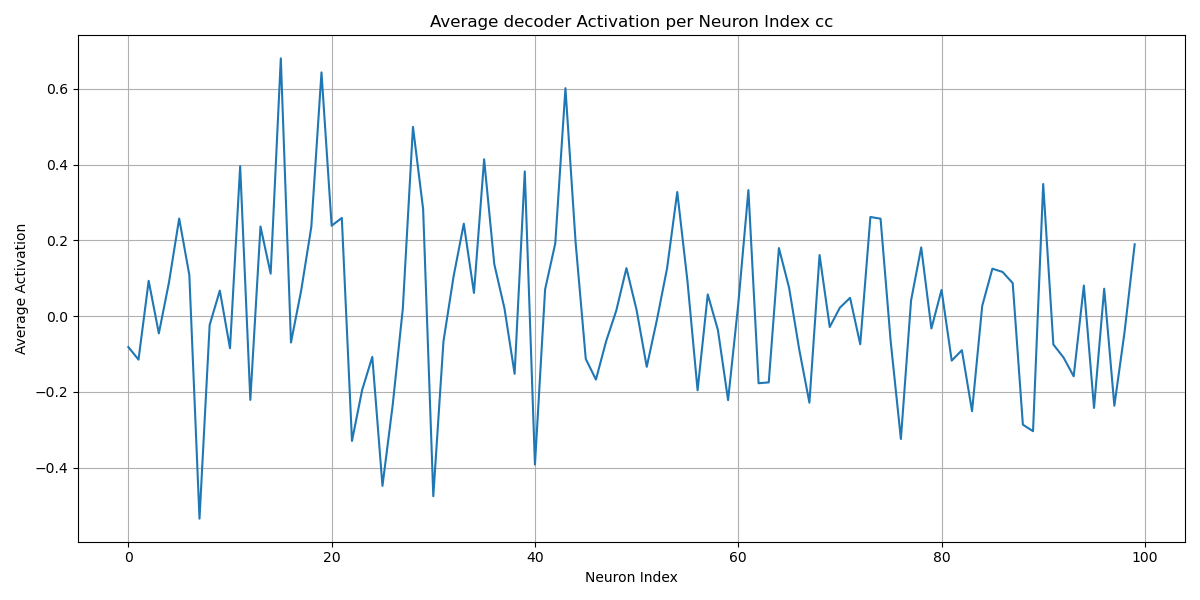 Average decoder Activation per Neuron Index cc
Average Activation
0.6
0.4
0.2
0.0
−0.2
−0.4
0 20 40 60 80 100
Neuron Index